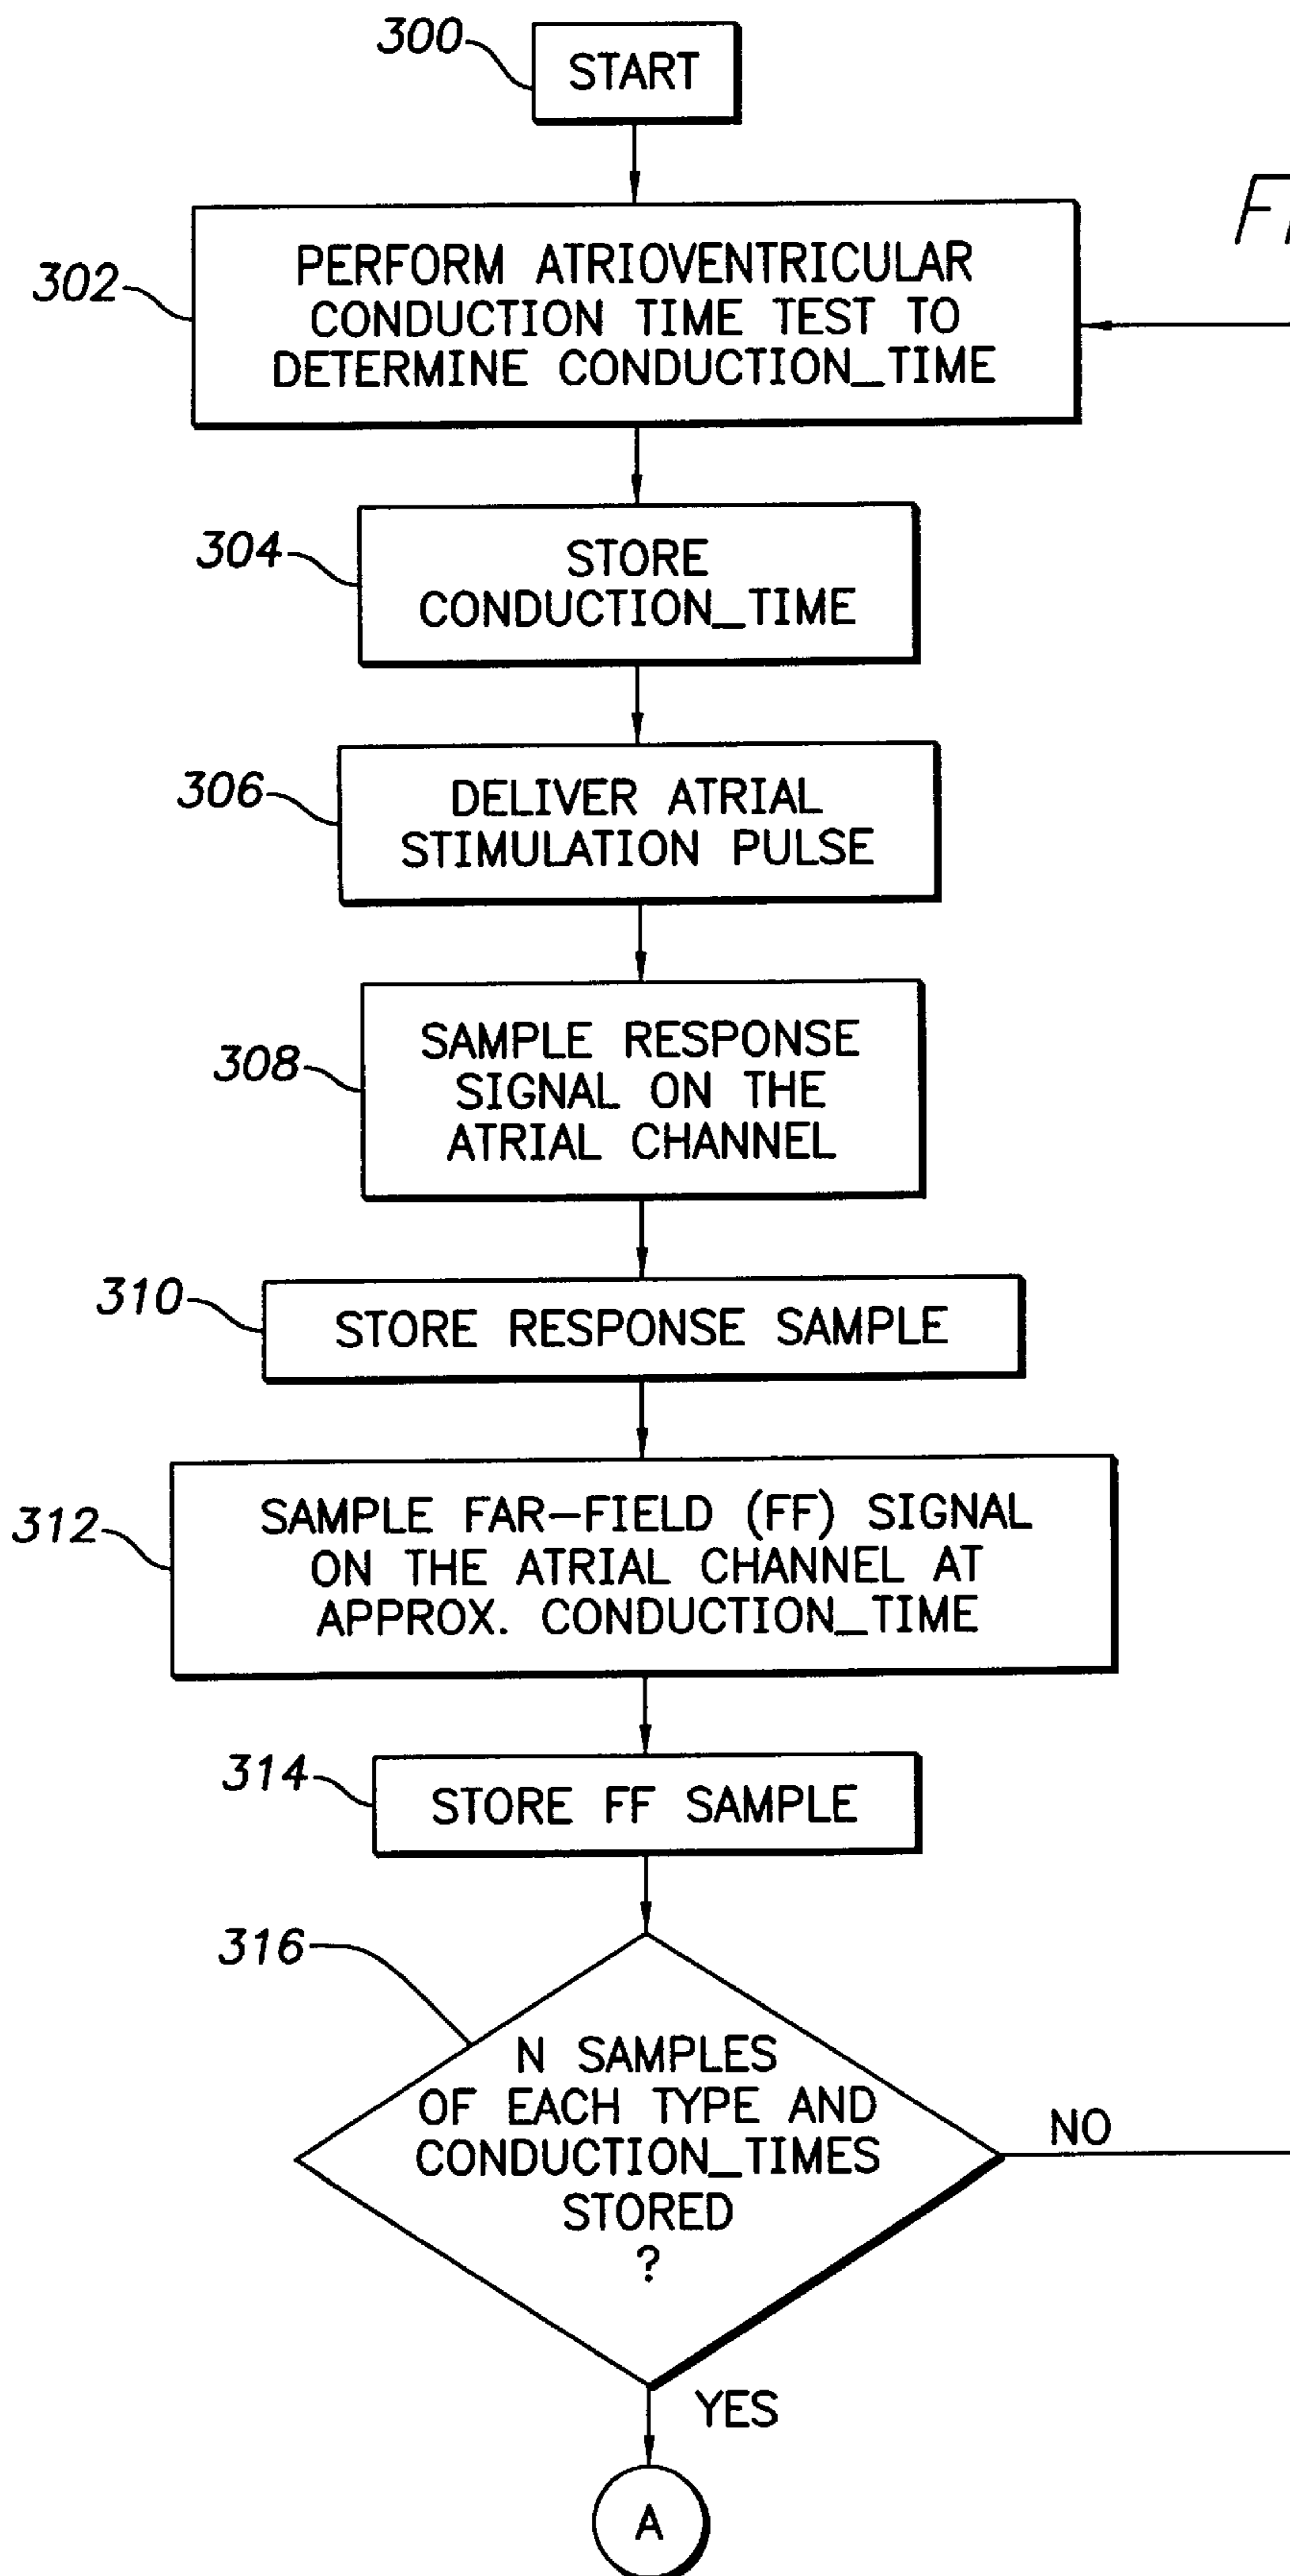 300
START
302
PERFORM ATRIOVENTRICULAR
CONDUCTION TIME TEST TO
DETERMINE CONDUCTION_TIME
304
STORE
CONDUCTION_TIME
306
DELIVER ATRIAL
STIMULATION PULSE
308
SAMPLE RESPONSE
SIGNAL ON THE
ATRIAL CHANNEL
310
STORE RESPONSE SAMPLE
312
SAMPLE FAR-FIELD (FF) SIGNAL
ON THE ATRIAL CHANNEL AT
APPROX. CONDUCTION_TIME
314
STORE FF SAMPLE
316
N SAMPLES
OF EACH TYPE AND
CONDUCTION_TIMES
STORED
?
NO
YES
A